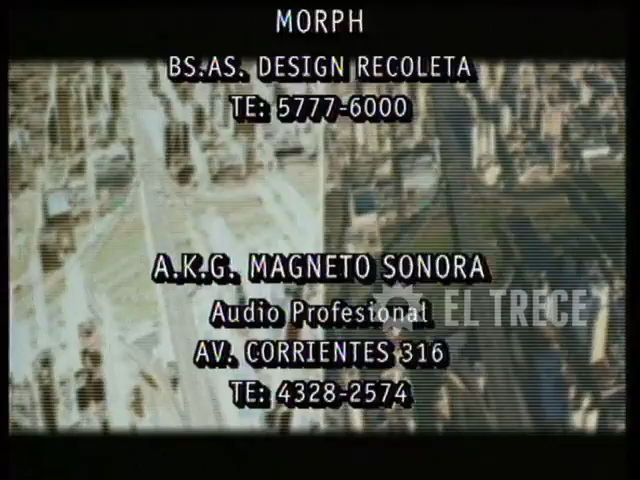 MORPH
BS.AS. DESIGN RECOLETA
TE: 5777-6000
A.K.G. MAGNETO SONORA
Audio Profesional
EL TRECE
AV. CORRIENTES 316
TE: 4328-2574